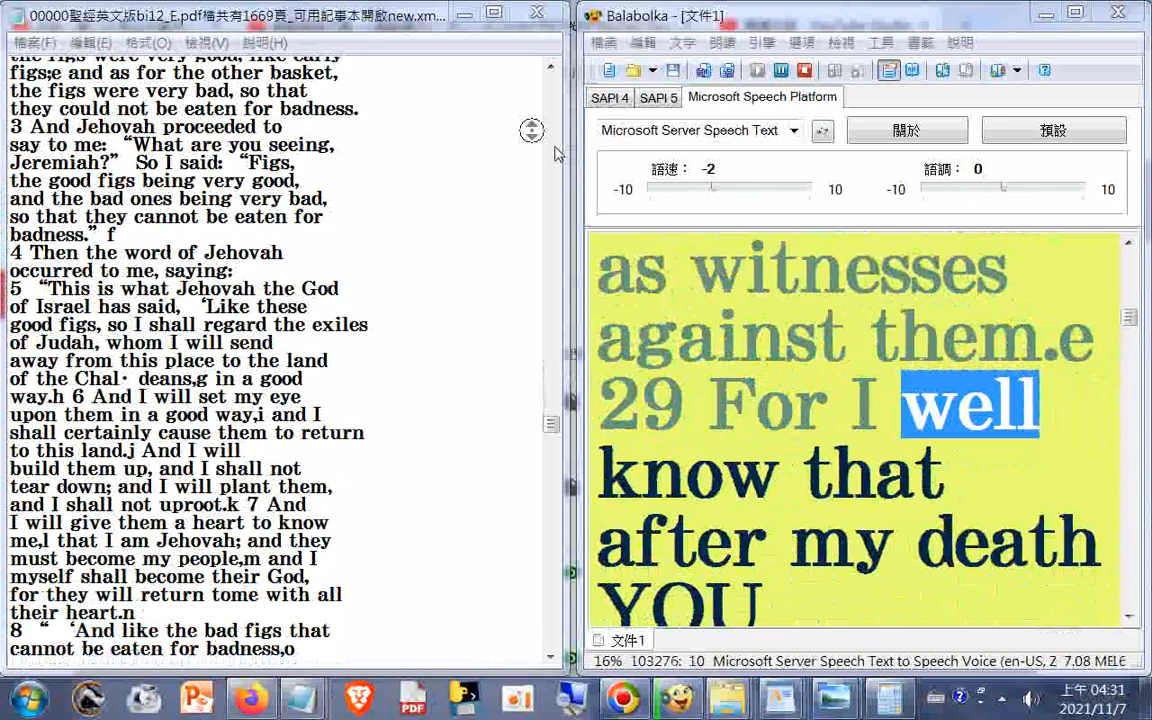 00000聖經英文版bi12_E.pdf檔共有1669頁_可用記事本開啟new.xm...
檔案(F) 編輯(E) 格式(O) 檢視(V) 說明(H)
the figs were very good, like early
figs;e and as for the other basket,
the figs were very bad, so that
they could not be eaten for badness.
3 And Jehovah proceeded to
say to me: “What are you seeing,
Jeremiah?” So I said: “Figs,
the good figs being very good,
and the bad ones being very bad,
so that they cannot be eaten for
badness.” f
4 Then the word of Jehovah
occurred to me, saying:
5 “This is what Jehovah the God
of Israel has said, ‘Like these
good figs, so I shall regard the exiles
of Judah, whom I will send
away from this place to the land
of the Chal· deans,g in a good
way.h 6 And I will set my eye
upon them in a good way,i and I
shall certainly cause them to return
to this land.j And I will
build them up, and I shall not
tear down; and I will plant them,
and I shall not uproot.k 7 And
I will give them a heart to know
me,l that I am Jehovah; and they
must become my people,m and I
myself shall become their God,
for they will return tome with all
their heart.n
8 “ ‘And like the bad figs that
cannot be eaten for badness,o
Balabolka - [文件1]
檔案 編輯 文字 朗讀 引擎 選項 檢視 工具 書籤 說明
SAPI 4 SAPI 5 Microsoft Speech Platform
Microsoft Server Speech Text 關於 預設
語速： -2 語調： 0
-10 10 -10 10
as witnesses
against them.e
29 For I well
know that
after my death
YOU
文件1
16% 103276: 10 Microsoft Server Speech Text to Speech Voice (en-US, Z 7.08 MEL6
PDF
上午 04:31
2021/11/7